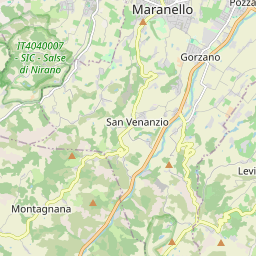 Maranello
Pozza
IT4040007
- SIC - Salse
di Nirano
Gorzano
San Venanzio
Levi
Montagnana